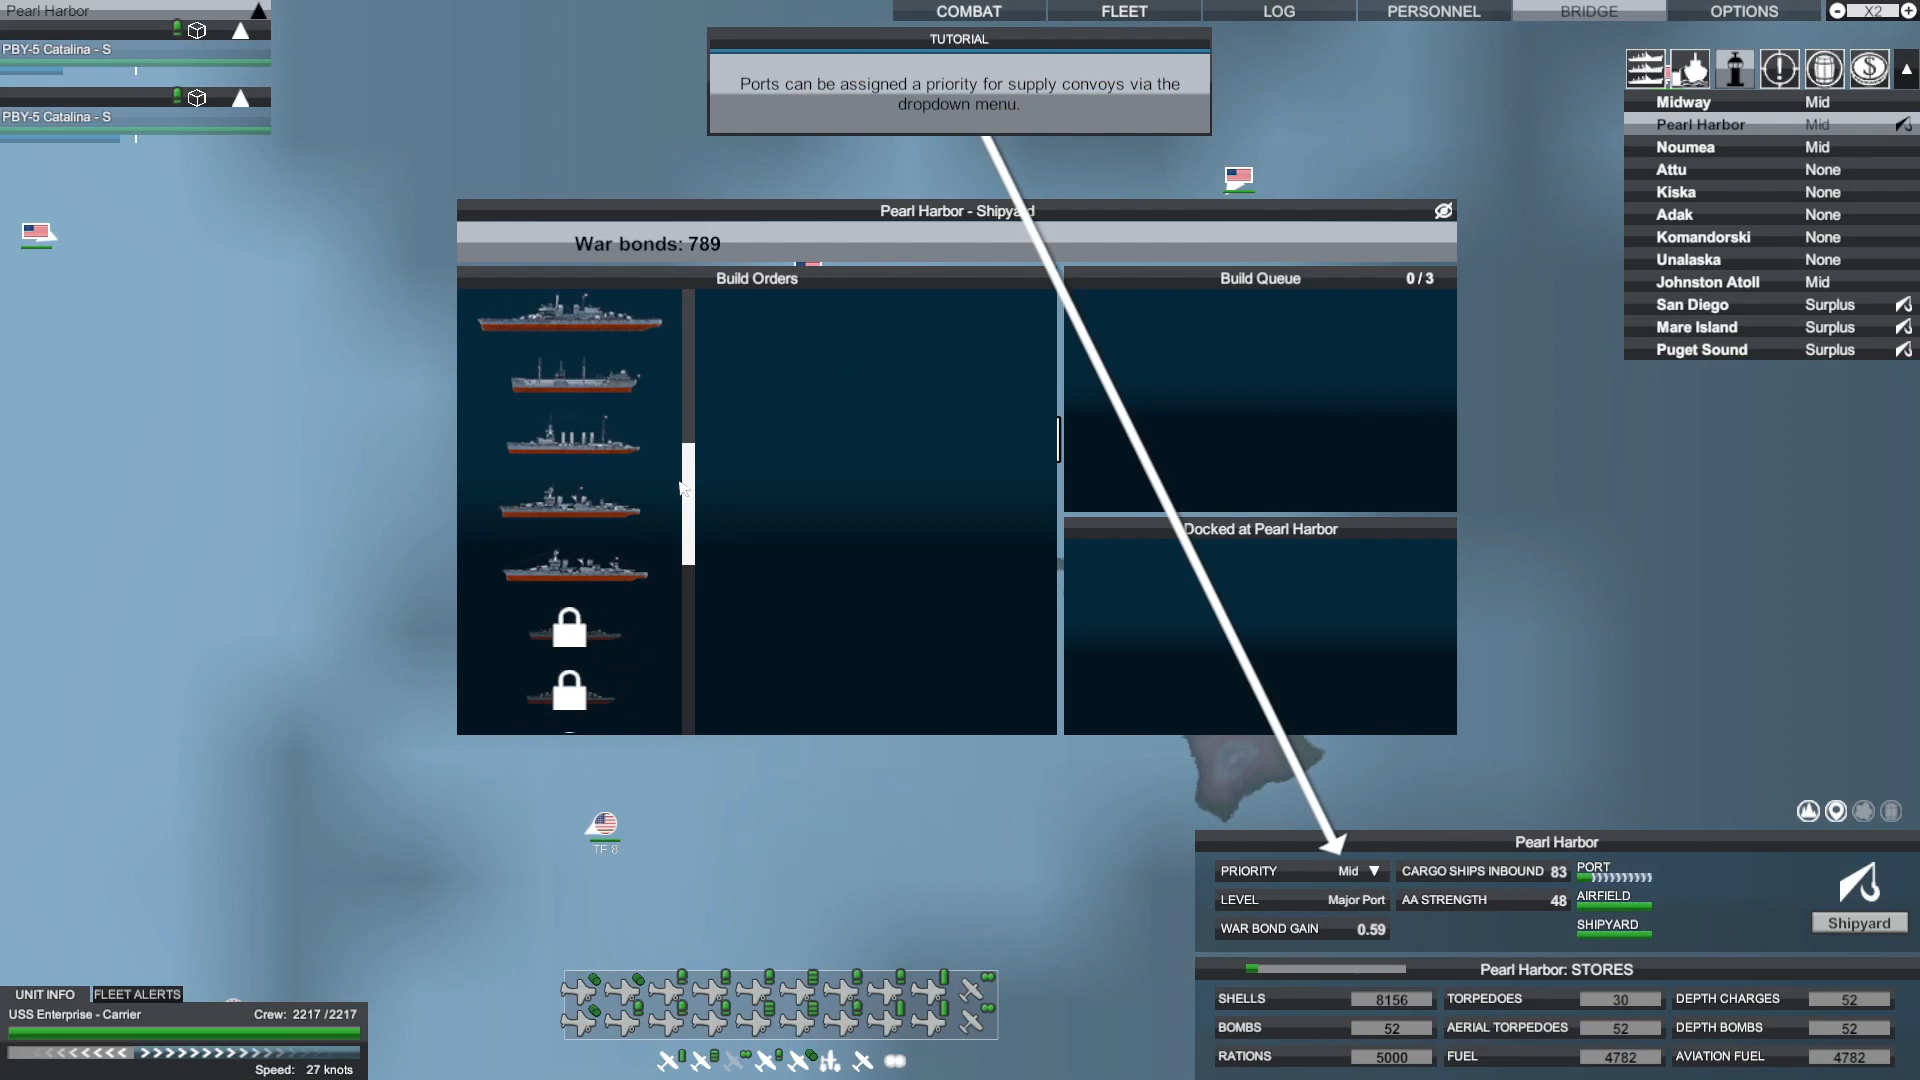 Pearl Harbor
PBY-5 Catalina - S
PBY-5 Catalina - S
COMBAT
FLEET
LOG
PERSONNEL
BRIDGE
OPTIONS
X2
TUTORIAL
Ports can be assigned a priority for supply convoys via the
dropdown menu.
Midway Mid
Pearl Harbor Mid
Noumea Mid
Attu None
Kiska None
Adak None
Komandorski None
Unalaska None
Johnston Atoll Mid
San Diego Surplus
Mare Island Surplus
Puget Sound Surplus
Pearl Harbor - Shipyard
War bonds: 789
Build Orders
Build Queue 0 / 3
Docked at Pearl Harbor
TF 8
Pearl Harbor
PRIORITY Mid ▼ CARGO SHIPS INBOUND 83 PORT
LEVEL Major Port AA STRENGTH 48 AIRFIELD
WAR BOND GAIN 0.59 SHIPYARD
Shipyard
Pearl Harbor: STORES
SHELLS 8156 TORPEDOES 30 DEPTH CHARGES 52
BOMBS 52 AERIAL TORPEDOES 52 DEPTH BOMBS 52
RATIONS 5000 FUEL 4782 AVIATION FUEL 4782
UNIT INFO FLEET ALERTS
USS Enterprise - Carrier Crew: 2217 /2217
Speed: 27 knots